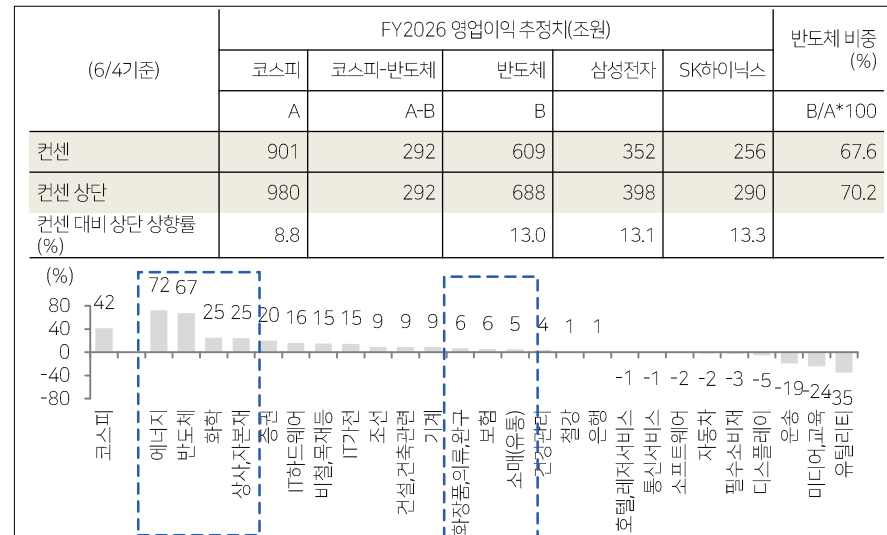 FY2026 영업이익 추정치(조원)
(6/4기준) 코스피 코스피-반도체 반도체 삼성전자 SK하이닉스 반도체 비중 (%)
A A-B B B/A*100
컨센 901 292 609 352 256 67.6
컨센 상단 980 292 688 398 290 70.2
컨센 대비 상단 상향률 (%) 8.8 13.0 13.1 13.3
(%)
80
40
0
-40
-80
42 72 67 25 25 20 16 15 15 9 9 9 6 6 5 4 1 1 -1 -1 -2 -2 -3 -5 -19 -24 -35
코스피
에너지
반도체
화학
상사,자본재
증권
IT하드웨어
비철,목재등
IT가전
조선
건설,건축관련
기계
화장품,의류,완구
보험
소매(유통)
건강관리
철강
은행
호텔,레저서비스
통신서비스
소프트웨어
자동차
필수소비재
디스플레이
운송
미디어,교육
유틸리티